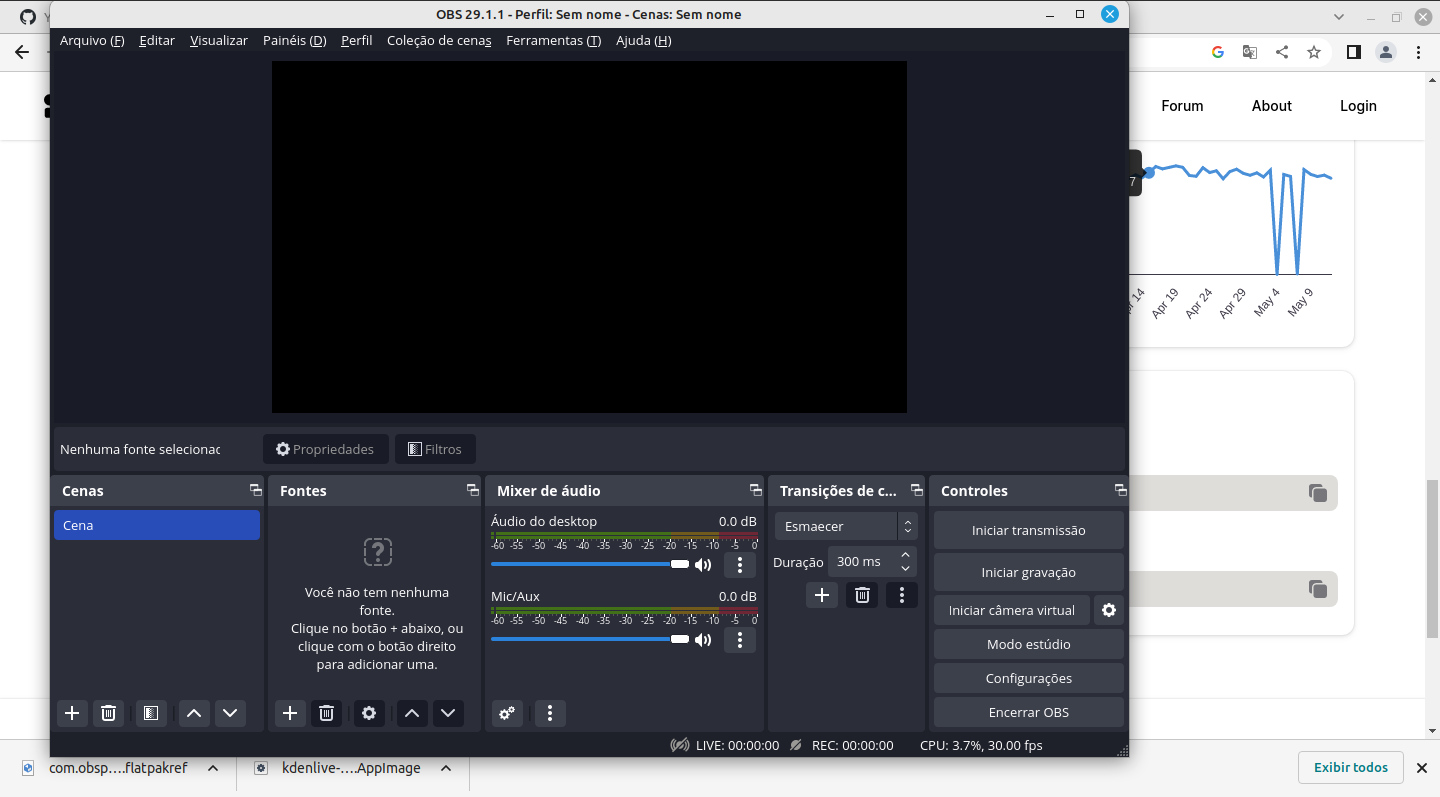 OBS 29.1.1 - Perfil: Sem nome - Cenas: Sem nome
Arquivo (F) Editar Visualizar Painéis (D) Perfil Coleção de cenas Ferramentas (T) Ajuda (H)
Forum About Login
7
14 Apr 19 Apr 24 Apr 29 May 4 May 9
Nenhuma fonte selecionac Propriedades Filtros
Cenas
Cena
Fontes
Você não tem nenhuma
fonte.
Clique no botão + abaixo, ou
clique com o botão direito
para adicionar uma.
Mixer de áudio
Áudio do desktop 0.0 dB
-60 -55 -50 -45 -40 -35 -30 -25 -20 -15 -10 -5 0
Mic/Aux 0.0 dB
-60 -55 -50 -45 -40 -35 -30 -25 -20 -15 -10 -5 0
Transições de c...
Esmaecer
Duração 300 ms
Controles
Iniciar transmissão
Iniciar gravação
Iniciar câmera virtual
Modo estúdio
Configurações
Encerrar OBS
LIVE: 00:00:00 REC: 00:00:00 CPU: 3.7%, 30.00 fps
com.obsp....flatpakref kdenlive-....AppImage Exibir todos